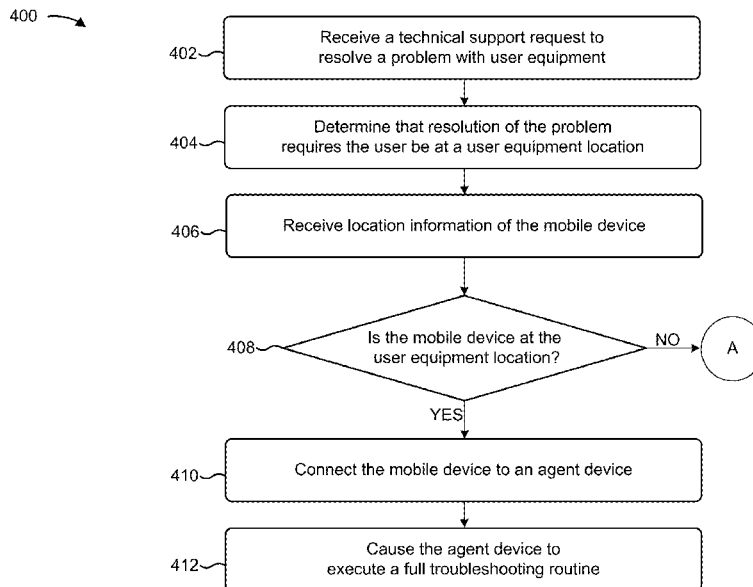 400
402
Receive a technical support request to
resolve a problem with user equipment
404
Determine that resolution of the problem
requires the user be at a user equipment location
406
Receive location information of the mobile device
408
Is the mobile device at the
user equipment location?
NO
A
YES
410
Connect the mobile device to an agent device
412
Cause the agent device to
execute a full troubleshooting routine